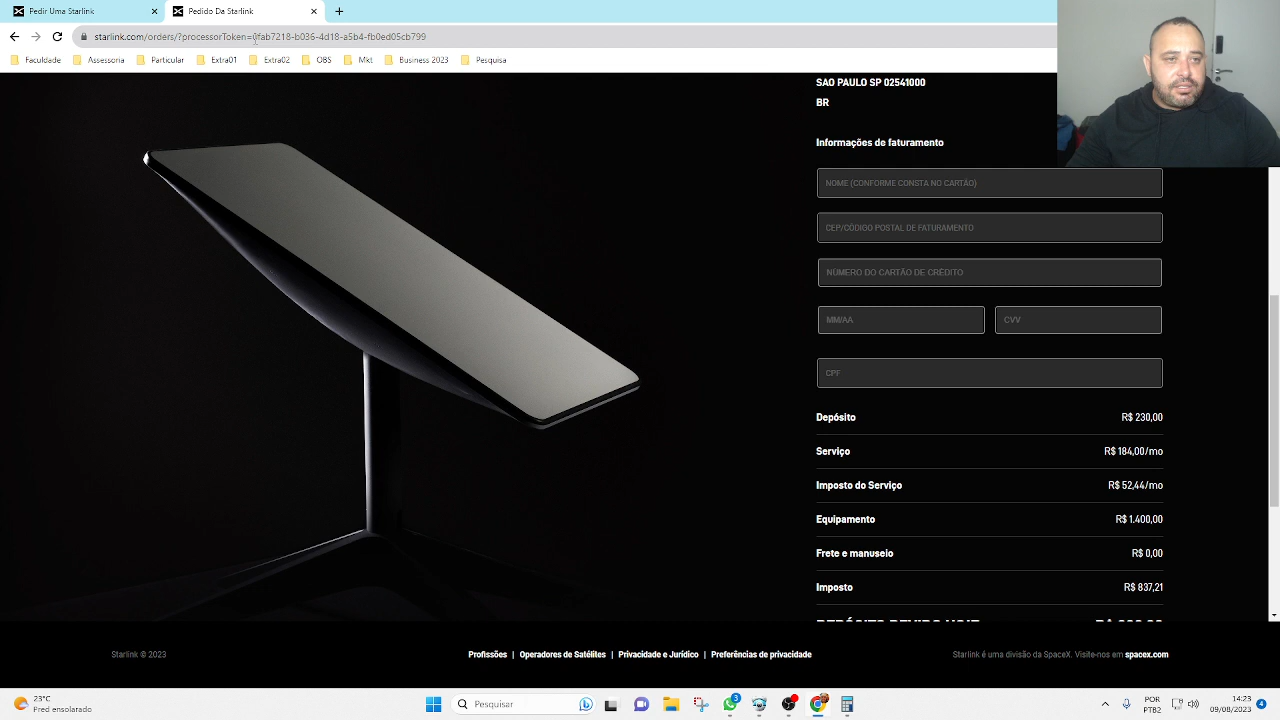 Pedir Uma Starlink
Pedido Da Starlink
starlink.com/orders/?processorToken=0fab7218-b036-4d18-a5b4-fb0ed05cb799
Faculdade
Assessoria
Particular
Extra01
Extra02
OBS
Mkt
Business 2023
Pesquisa
SAO PAULO SP 02541000
BR
Informações de faturamento
NOME (CONFORME CONSTA NO CARTÃO)
CEP/CÓDIGO POSTAL DE FATURAMENTO
NÚMERO DO CARTÃO DE CRÉDITO
MM/AA CVV
CPF
Depósito R$ 230,00
Serviço R$ 184,00/mo
Imposto do Serviço R$ 52,44/mo
Equipamento R$ 1.400,00
Frete e manuseio R$ 0,00
Imposto R$ 837,21
Starlink © 2023
Profissões | Operadores de Satélites | Privacidade e Jurídico | Preferências de privacidade
Starlink é uma divisão da SpaceX. Visite-nos em spacex.com
23°C
Pred ensolarado
Pesquisar
3
POR
PTB2
14:23
09/08/2023
4